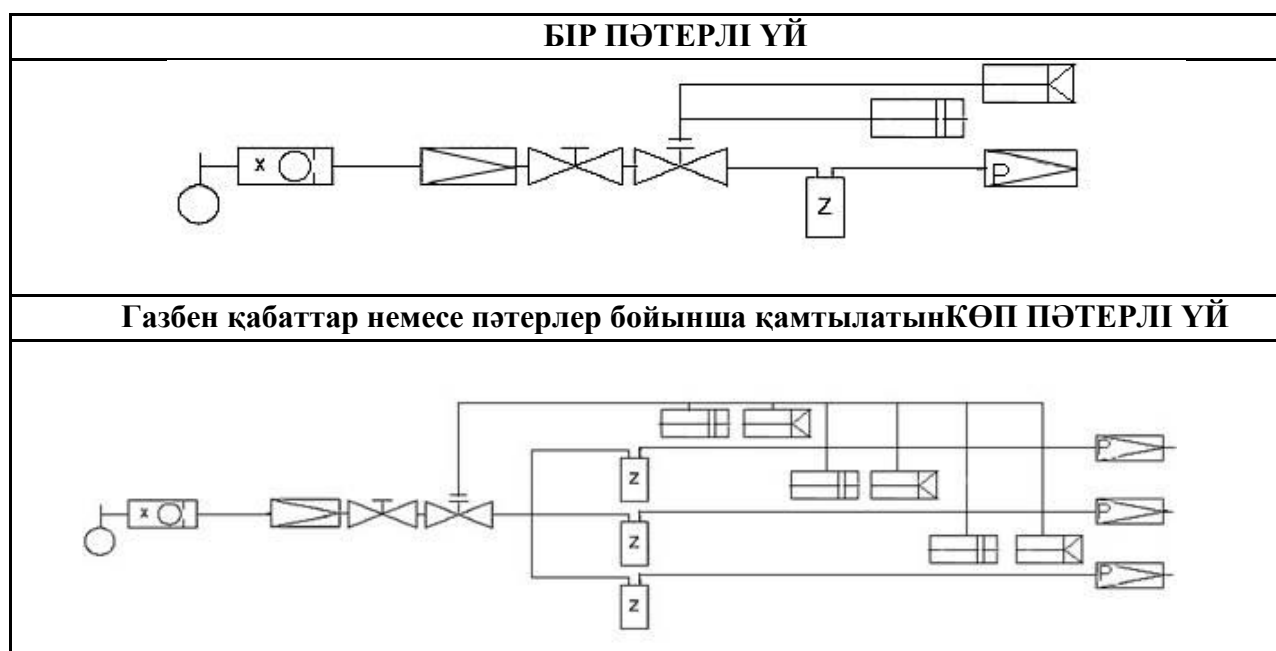 БІР ПӘТЕРЛІ ҮЙ
x
P
Z
Газбен қабаттар немесе пәтерлер бойынша қамтылатынКӨП ПӘТЕРЛІ ҮЙ
P
Z
x
P
Z
P
Z